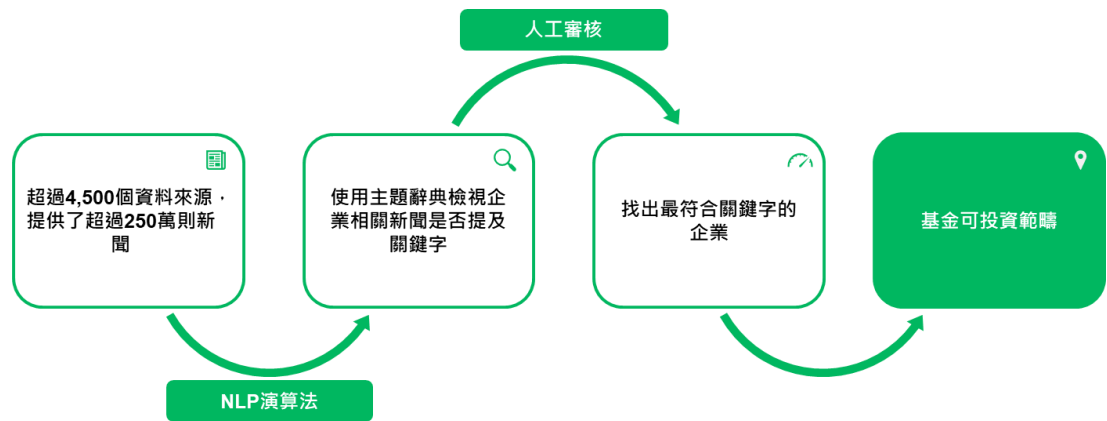 人工審核
超過4,500個資料來源，
提供了超過250萬則新
聞
使用主題辭典檢視企
業相關新聞是否提及
關鍵字
找出最符合關鍵字的
企業
基金可投資範疇
NLP演算法